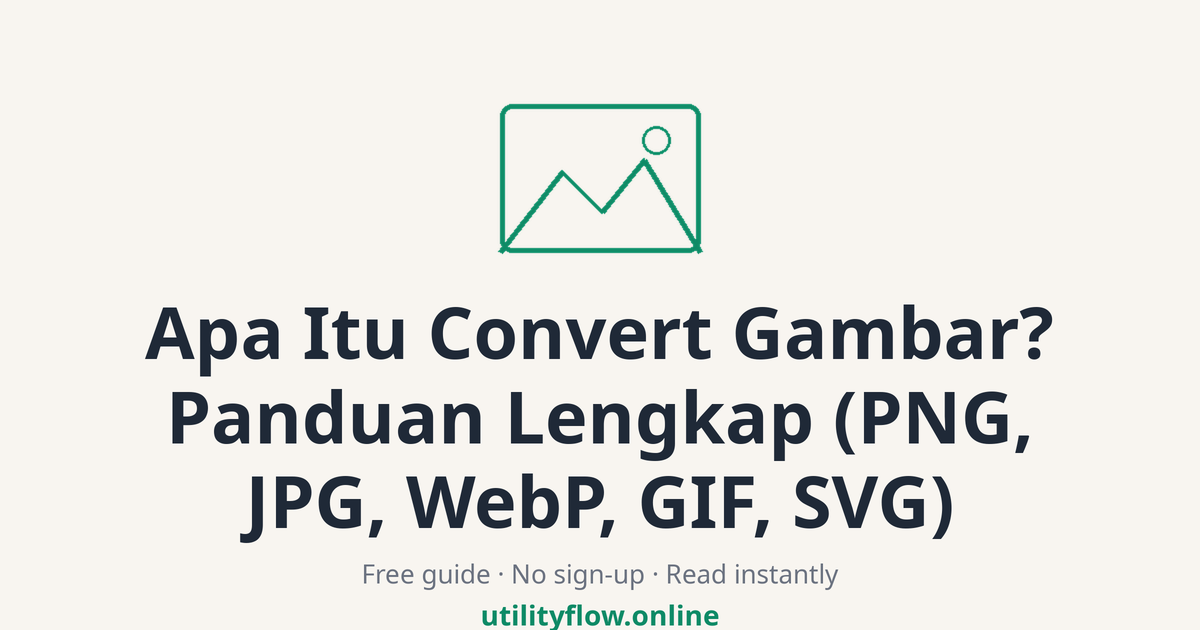 Apa Itu Convert Gambar?
Panduan Lengkap (PNG,
JPG, WebP, GIF, SVG)
Free guide · No sign-up · Read instantly
utilityflow.online